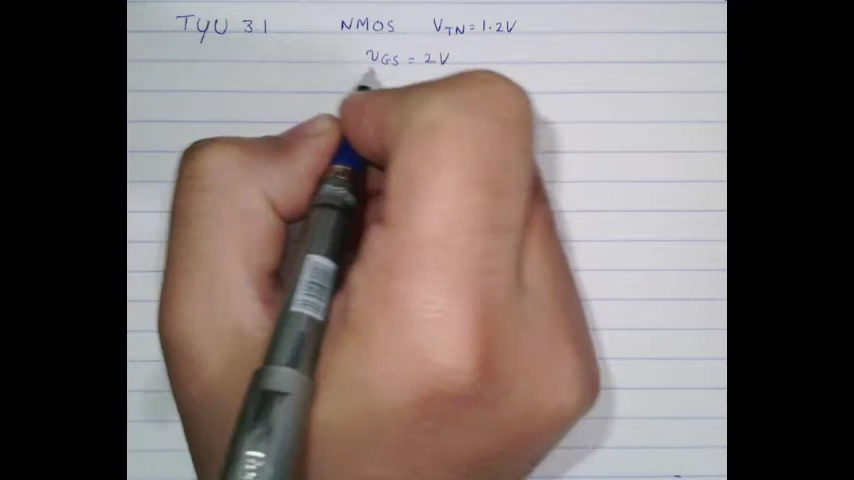 TYU 3.1 NMOS VTN = 1.2V
vGS = 2V